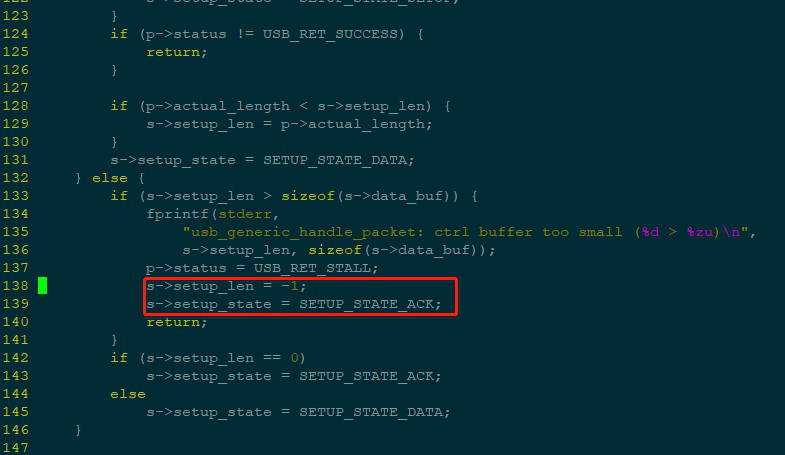 123         }
124         if (p->status != USB_RET_SUCCESS) {
125             return;
126         }
127
128         if (p->actual_length < s->setup_len) {
129             s->setup_len = p->actual_length;
130         }
131         s->setup_state = SETUP_STATE_DATA;
132     } else {
133         if (s->setup_len > sizeof(s->data_buf)) {
134             fprintf(stderr,
135                 "usb_generic_handle_packet: ctrl buffer too small (%d > %zu)\n",
136                 s->setup_len, sizeof(s->data_buf));
137             p->status = USB_RET_STALL;
138             s->setup_len = -1;
139             s->setup_state = SETUP_STATE_ACK;
140             return;
141         }
142         if (s->setup_len == 0)
143             s->setup_state = SETUP_STATE_ACK;
144         else
145             s->setup_state = SETUP_STATE_DATA;
146     }
147